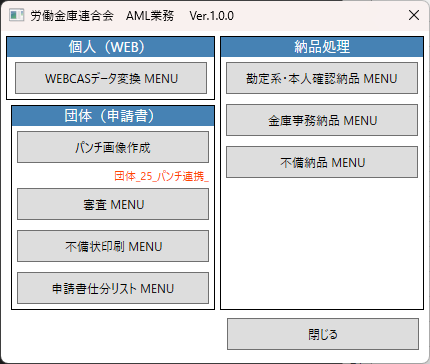 労働金庫連合会　AML業務　Ver.1.0.0
個人（WEB）
WEBCASデータ変換 MENU
団体（申請書）
パンチ画像作成
団体_25_パンチ連携_
審査 MENU
不備状印刷 MENU
申請書仕分リスト MENU
納品処理
勘定系・本人確認納品 MENU
金庫事務納品 MENU
不備納品 MENU
閉じる